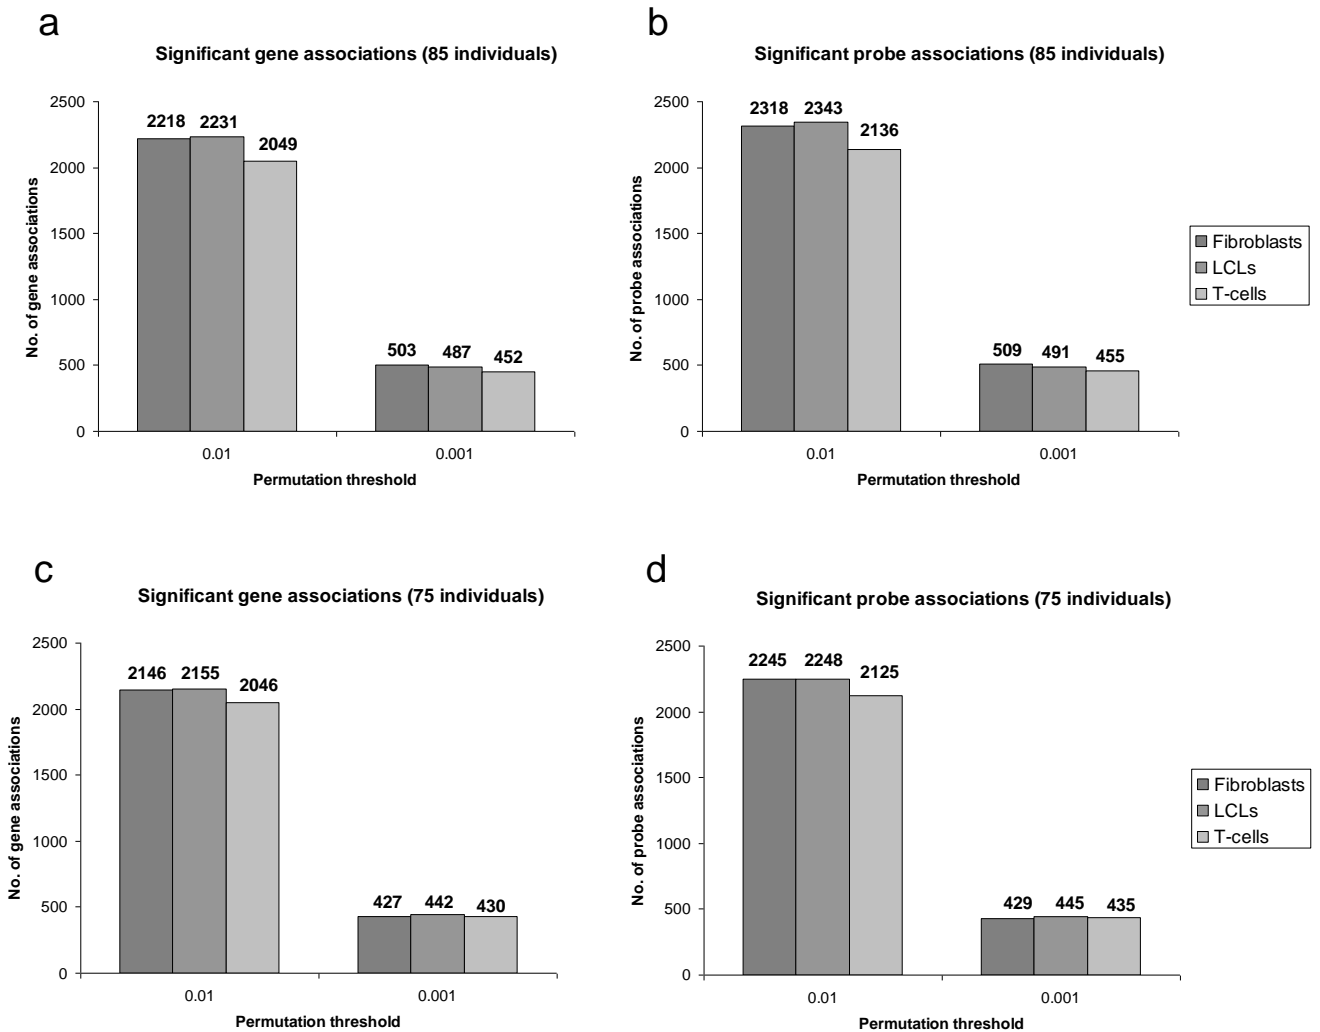 a
Significant gene associations (85 individuals)
2500
2000
1500
1000
500
0
No. of gene associations
2218 2231 2049
503 487 452
0.01 0.001
Permutation threshold
b
Significant probe associations (85 individuals)
2500
2000
1500
1000
500
0
No. of probe associations
2318 2343 2136
509 491 455
0.01 0.001
Permutation threshold
Fibroblasts
LCLs
T-cells
c
Significant gene associations (75 individuals)
2500
2000
1500
1000
500
0
No. of gene associations
2146 2155 2046
427 442 430
0.01 0.001
Permutation threshold
d
Significant probe associations (75 individuals)
2500
2000
1500
1000
500
0
No. of probe associations
2245 2248 2125
429 445 435
0.01 0.001
Permutation threshold
Fibroblasts
LCLs
T-cells